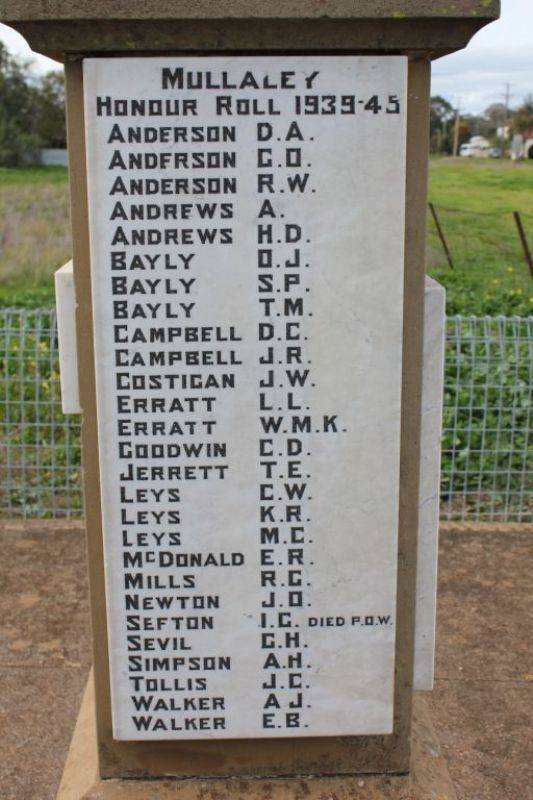 MULLALEY
HONOUR ROLL 1939-45
ANDERSON D.A.
ANDERSON G.O.
ANDERSON R.W.
ANDREWS A.
ANDREWS H.D.
BAYLY O.J.
BAYLY S.P.
BAYLY T.M.
CAMPBELL D.C.
CAMPBELL J.R.
COSTIGAN J.W.
ERRATT L.L.
ERRATT W.M.K.
GOODWIN C.D.
JERRETT T.E.
LEYS C.W.
LEYS K.R.
LEYS M.C.
McDONALD E.R.
MILLS R.G.
NEWTON J.O.
SEFTON I.G. DIED P.O.W.
SEVIL G.H.
SIMPSON A.H.
TOLLIS J.C.
WALKER A.J.
WALKER E.B.